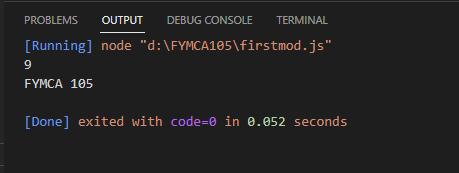 PROBLEMS OUTPUT DEBUG CONSOLE TERMINAL
[Running] node "d:\FYMCA105\firstmod.js"
9
FYMCA 105
[Done] exited with code=0 in 0.052 seconds